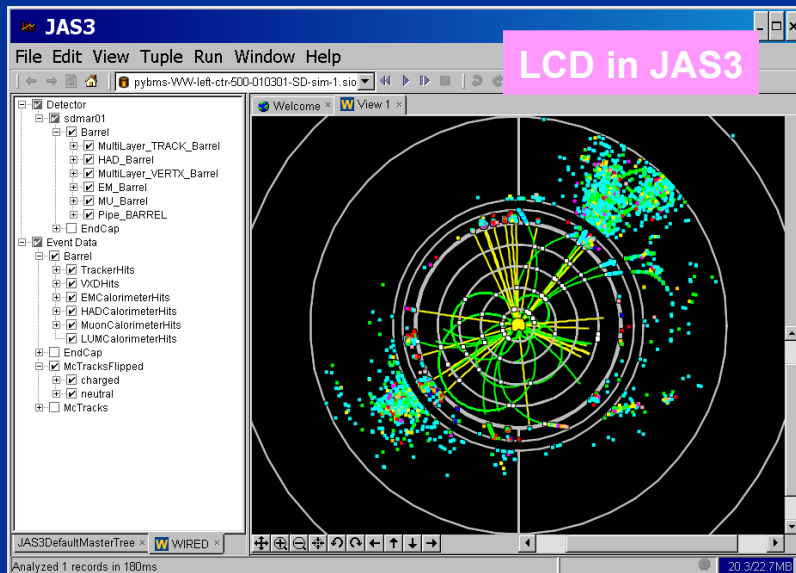 JAS3
File Edit View Tuple Run Window Help
LCD in JAS3
pybms-WW-left-ctr-500-010301-SD-sim-1.sio
Welcome × W View 1 ×
Detector
sdmar01
Barrel
MultiLayer_TRACK_Barrel
HAD_Barrel
MultiLayer_VERTX_Barrel
EM_Barrel
MU_Barrel
Pipe_BARREL
EndCap
Event Data
Barrel
TrackerHits
VXDHits
EMCalorimeterHits
HADCalorimeterHits
MuonCalorimeterHits
LUMCalorimeterHits
EndCap
McTracksFlipped
charged
neutral
McTracks
JAS3DefaultMasterTree × W WIRED ×
Analyzed 1 records in 180ms
20.3/22.7MB